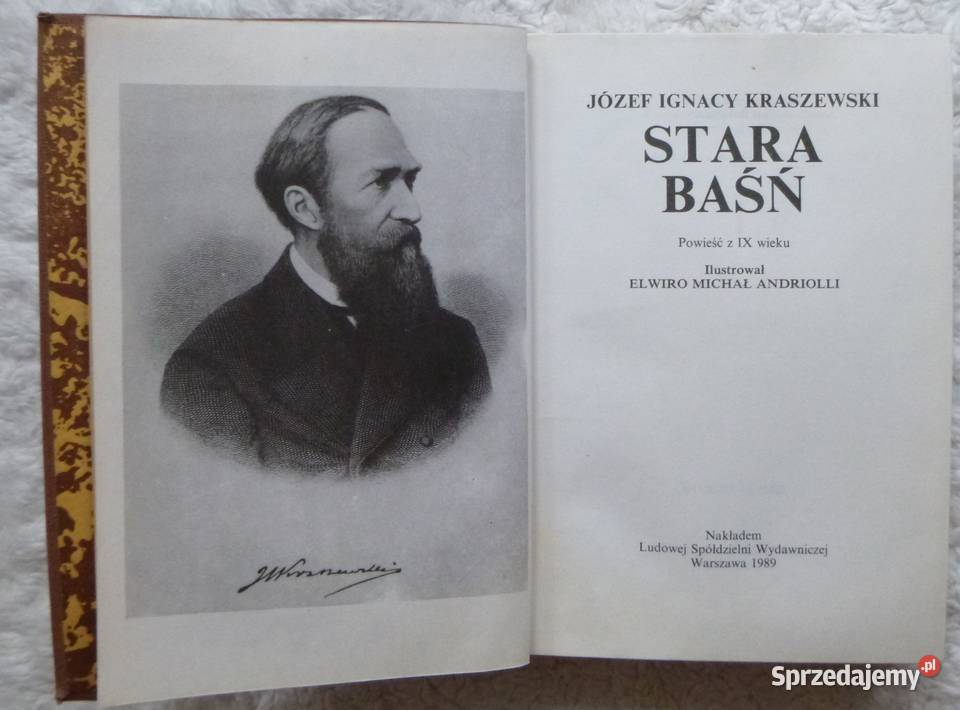 JWKraszewski
JÓZEF IGNACY KRASZEWSKI
STARA
BAŚŃ
Powieść z IX wieku
Ilustrował
ELWIRO MICHAŁ ANDRIOLLI
Nakładem
Ludowej Spółdzielni Wydawniczej
Warszawa 1989
Sprzedajemy.pl